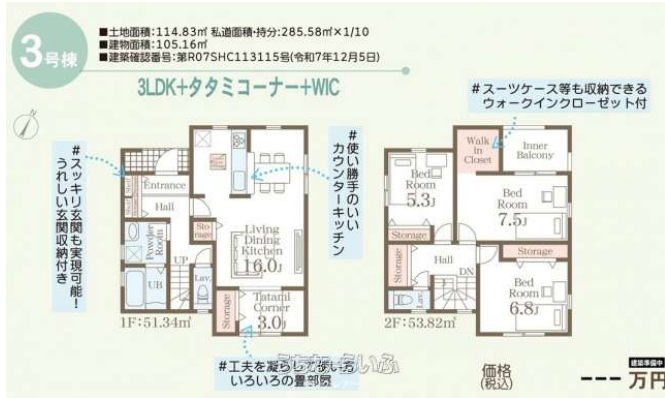 3号棟
■土地面積:114.83㎡ 私道面積・持分:285.58㎡×1/10
■建物面積:105.16㎡
■建築確認番号:第R07SHC113115号(令和7年12月5日)
3LDK+タタミコーナー+WIC
#スーツケース等も収納できる
ウォークインクローゼット付
#スッキリ玄関も実現可能!
うれしい玄関収納付き
#使い勝手のいい
カウンターキッチン
Entrance
Hall
Powder
Room
UB
UP
Lav.
Sto
rage
Living
Dining
Kitchen
16.0J
Storage
Tatami
Corner
3.0J
1F:51.34㎡
#工夫を凝らして使い方
いろいろの畳部屋
Bed
Room
5.3J
Walk
in
Closet
Inner
Balcony
Bed
Room
7.5J
Storage
Storage
Hall
DN
Lav.
Storage
Bed
Room
6.8J
2F:53.82㎡
価格
(税込)
建築準備中
---万円